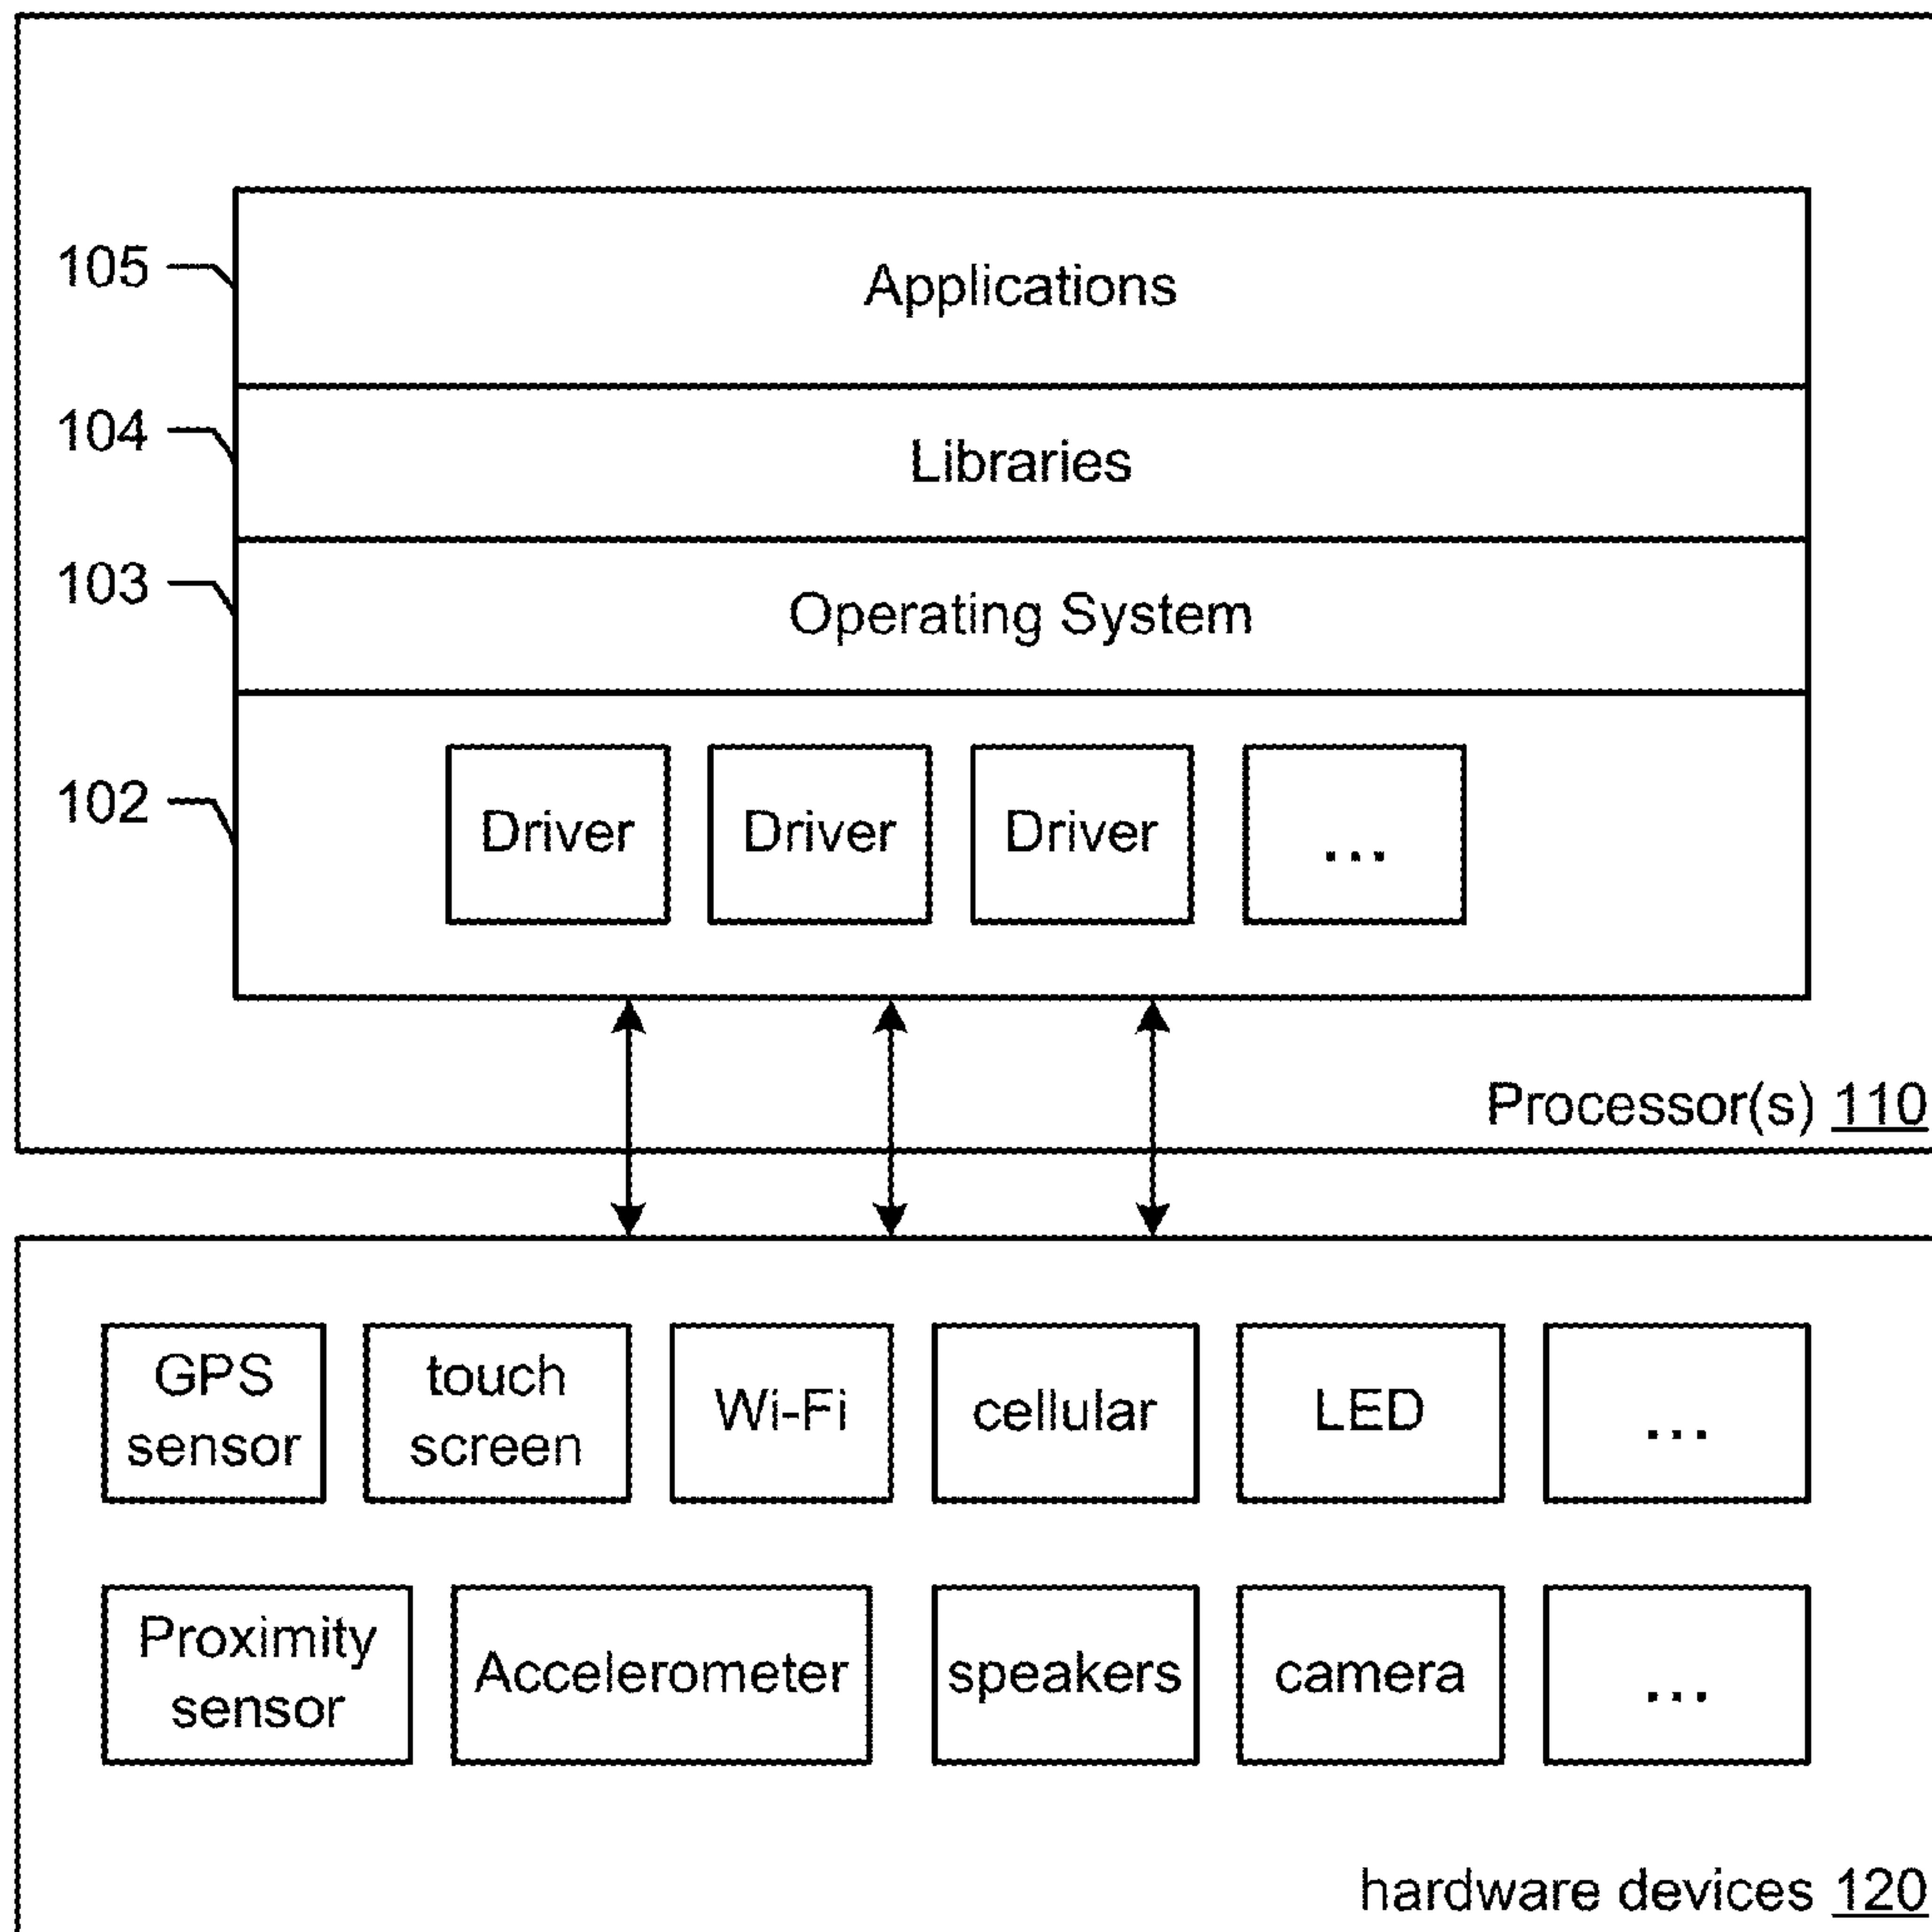 105
Applications
104
Libraries
103
Operating System
102
Driver
Driver
Driver
...
Processor(s) 110
GPS
sensor
touch
screen
Wi-Fi
cellular
LED
...
Proximity
sensor
Accelerometer
speakers
camera
...
hardware devices 120